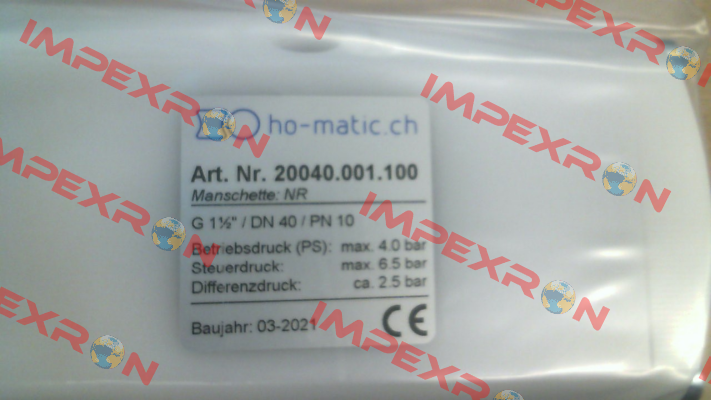 ho-matic.ch
Art. Nr. 20040.001.100
Manschette: NR
G 1½" / DN 40 / PN 10
Betriebsdruck (PS): max. 4.0 bar
Steuerdruck: max. 6.5 bar
Differenzdruck: ca. 2.5 bar
Baujahr: 03-2021 CE
IMPEXRON
IMPEXRON
IMPEXRON
IMPEXRON
IMPEXRON
IMPEXRON
IMPEXRON
IMPEXRON